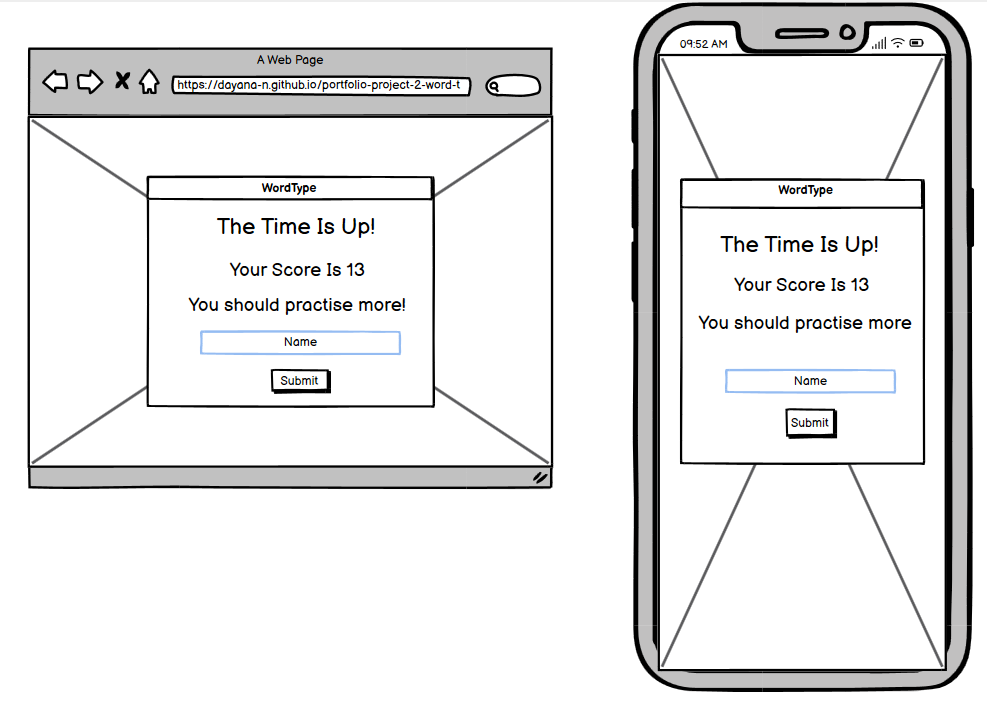 A Web Page
https://dayana-n.github.io/portfolio-project-2-word-t
WordType
The Time Is Up!
Your Score Is 13
You should practise more!
Name
Submit
09:52 AM
WordType
The Time Is Up!
Your Score Is 13
You should practise more
Name
Submit